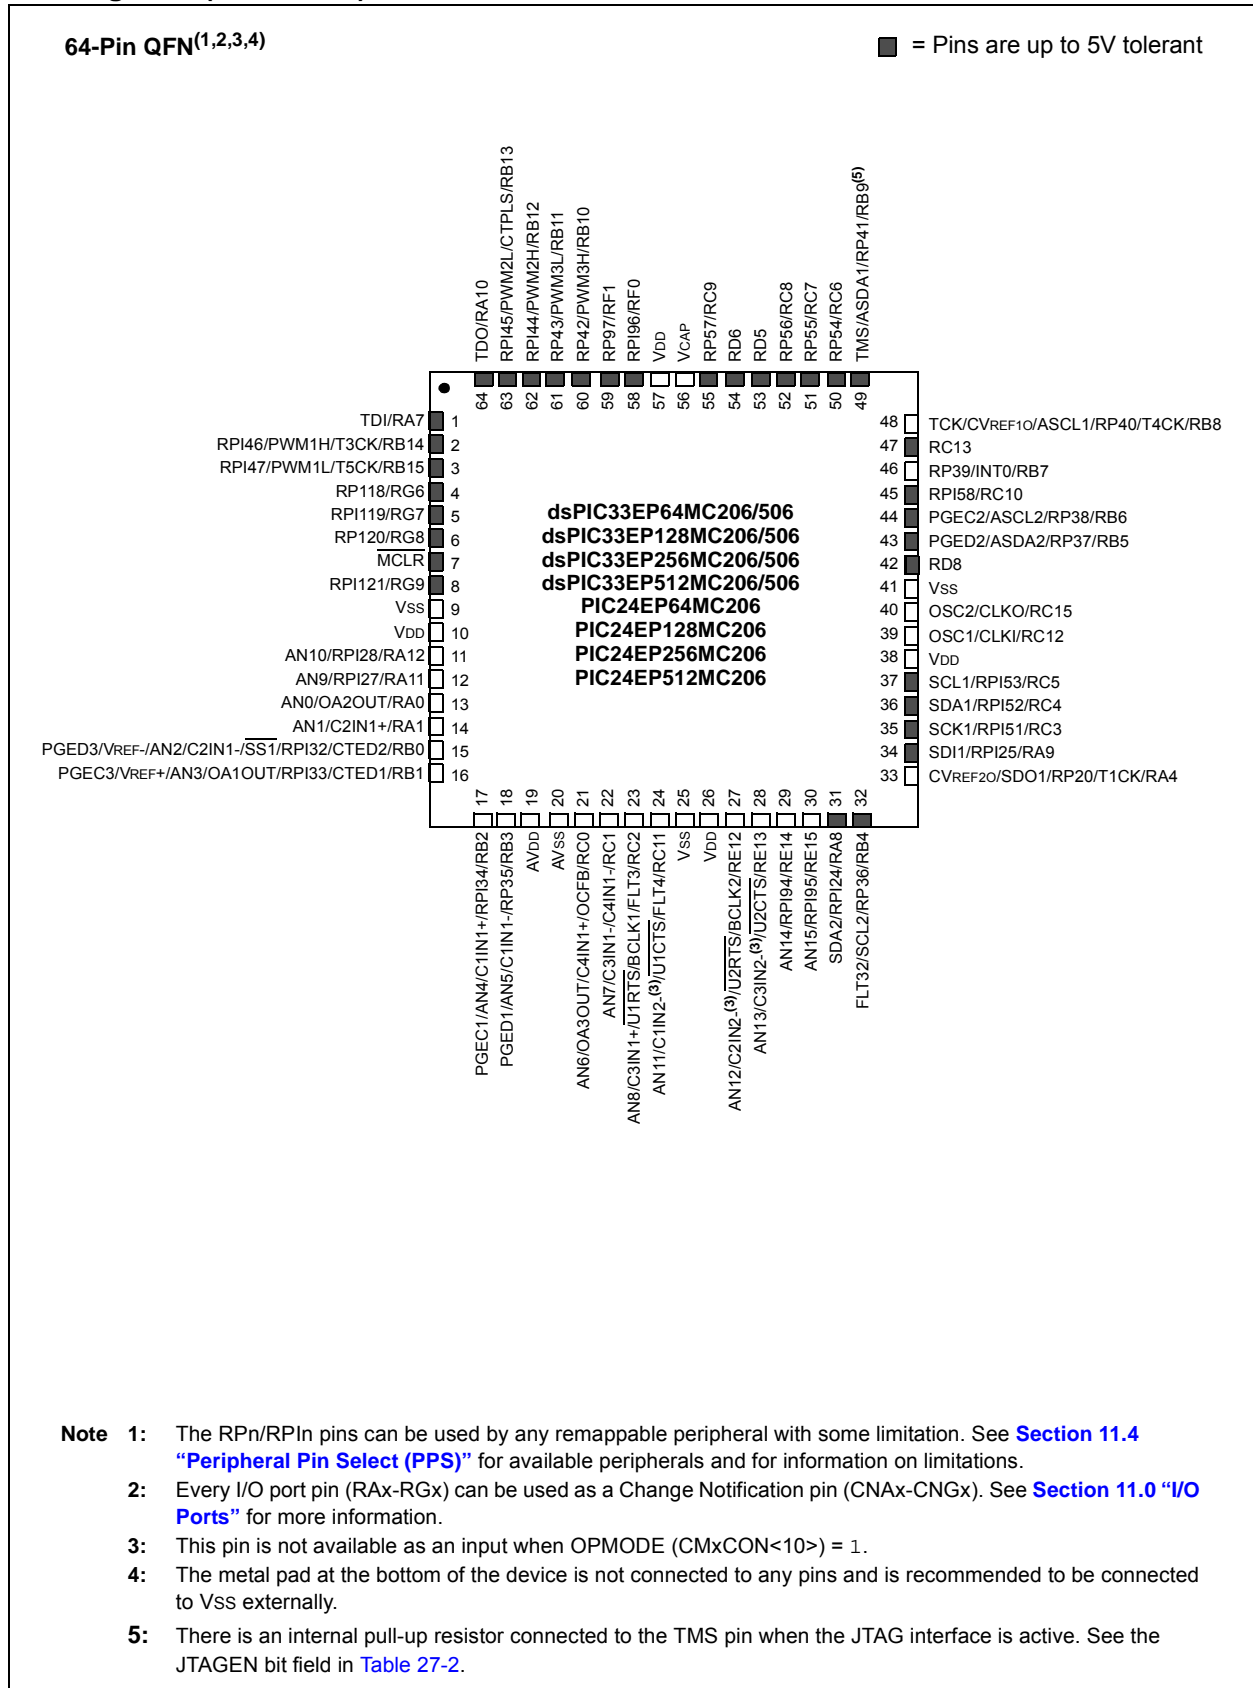 64-Pin QFN(1,2,3,4)
= Pins are up to 5V tolerant
TDO/RA10
RPI45/PWM2L/CTPLS/RB13
RPI44/PWM2H/RB12
RP43/PWM3L/RB11
RP42/PWM3H/RB10
RP97/RF1
RPI96/RF0
VDD
VCAP
RP57/RC9
RD6
RD5
RP56/RC8
RP55/RC7
RP54/RC6
TMS/ASDA1/RP41/RB9(5)
64 63 62 61 60 59 58 57 56 55 54 53 52 51 50 49
TDI/RA7 1
RPI46/PWM1H/T3CK/RB14 2
RPI47/PWM1L/T5CK/RB15 3
RP118/RG6 4
RPI119/RG7 5
RP120/RG8 6
MCLR 7
RPI121/RG9 8
VSS 9
VDD 10
AN10/RPI28/RA12 11
AN9/RPI27/RA11 12
AN0/OA2OUT/RA0 13
AN1/C2IN1+/RA1 14
PGED3/VREF-/AN2/C2IN1-/SS1/RPI32/CTED2/RB0 15
PGEC3/VREF+/AN3/OA1OUT/RPI33/CTED1/RB1 16
dsPIC33EP64MC206/506
dsPIC33EP128MC206/506
dsPIC33EP256MC206/506
dsPIC33EP512MC206/506
PIC24EP64MC206
PIC24EP128MC206
PIC24EP256MC206
PIC24EP512MC206
48 TCK/CVREF1O/ASCL1/RP40/T4CK/RB8
47 RC13
46 RP39/INT0/RB7
45 RPI58/RC10
44 PGEC2/ASCL2/RP38/RB6
43 PGED2/ASDA2/RP37/RB5
42 RD8
41 VSS
40 OSC2/CLKO/RC15
39 OSC1/CLKI/RC12
38 VDD
37 SCL1/RPI53/RC5
36 SDA1/RPI52/RC4
35 SCK1/RPI51/RC3
34 SDI1/RPI25/RA9
33 CVREF2O/SDO1/RP20/T1CK/RA4
17 18 19 20 21 22 23 24 25 26 27 28 29 30 31 32
PGEC1/AN4/C1IN1+/RPI34/RB2
PGED1/AN5/C1IN1-/RP35/RB3
AVDD
AVSS
AN6/OA3OUT/C4IN1+/OCFB/RC0
AN7/C3IN1-/C4IN1-/RC1
AN8/C3IN1+/U1RTS/BCLK1/FLT3/RC2
AN11/C1IN2-(3)/U1CTS/FLT4/RC11
VSS
VDD
AN12/C2IN2-(3)/U2RTS/BCLK2/RE12
AN13/C3IN2-(3)/U2CTS/RE13
AN14/RPI94/RE14
AN15/RPI95/RE15
SDA2/RPI24/RA8
FLT32/SCL2/RP36/RB4
Note 1: The RPn/RPIn pins can be used by any remappable peripheral with some limitation. See Section 11.4
“Peripheral Pin Select (PPS)” for available peripherals and for information on limitations.
2: Every I/O port pin (RAx-RGx) can be used as a Change Notification pin (CNAx-CNGx). See Section 11.0 “I/O
Ports” for more information.
3: This pin is not available as an input when OPMODE (CMxCON<10>) = 1.
4: The metal pad at the bottom of the device is not connected to any pins and is recommended to be connected
to VSS externally.
5: There is an internal pull-up resistor connected to the TMS pin when the JTAG interface is active. See the
JTAGEN bit field in Table 27-2.